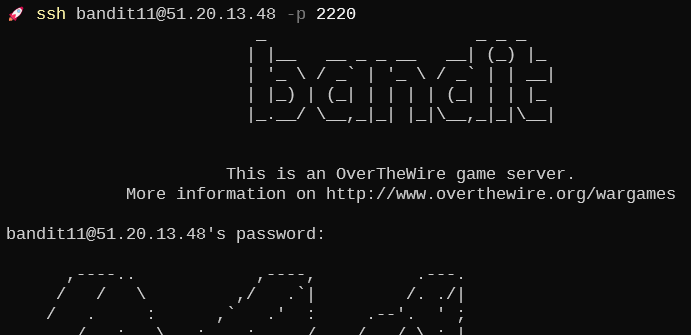 🚀 ssh bandit11@51.20.13.48 -p 2220
bandit
This is an OverTheWire game server.
More information on http://www.overthewire.org/wargames
bandit11@51.20.13.48's password: